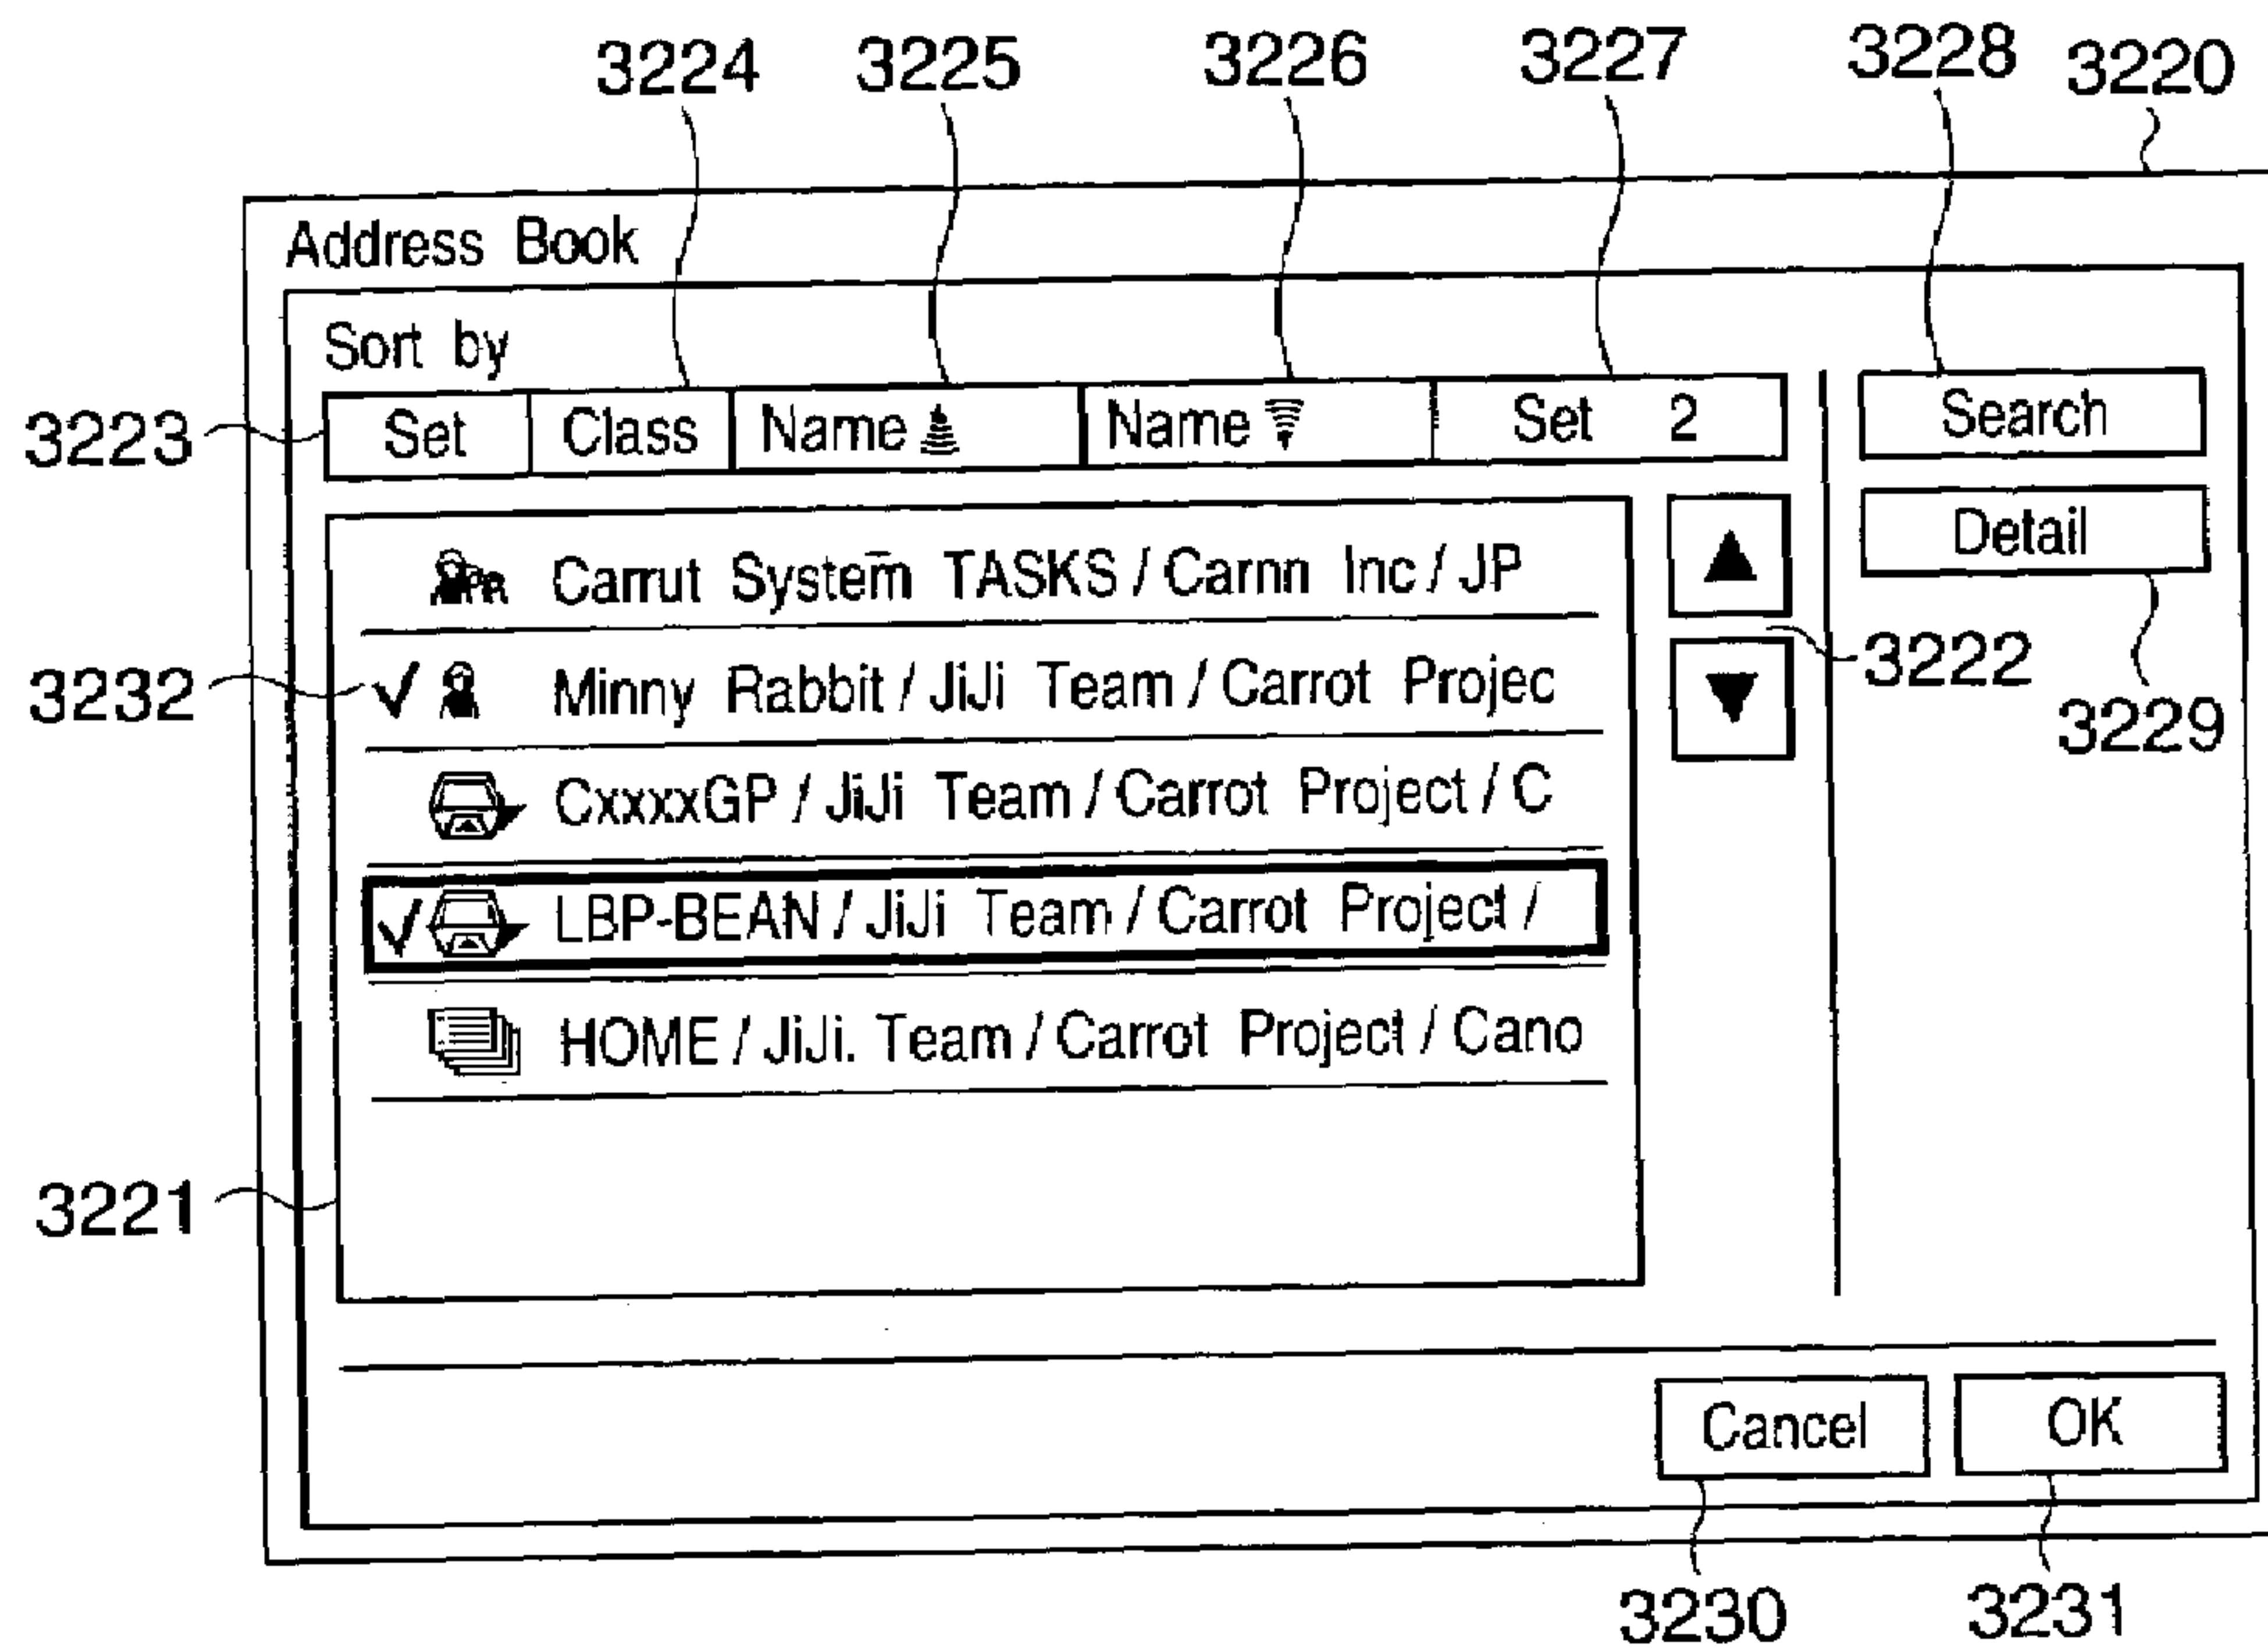 3224 3225 3226 3227 3228 3220
Address Book
Sort by
3223 Set Class Name Name Set 2 Search
Detail
Carrut System TASKS / Carnn Inc / JP
3232 Minny Rabbit / JiJi Team / Carrot Projec 3222
3229
CxxxxGP / JiJi Team / Carrot Project / C
LBP-BEAN / JiJi Team / Carrot Project /
HOME / JiJi. Team / Carrot Project / Cano
3221
Cancel OK
3230 3231